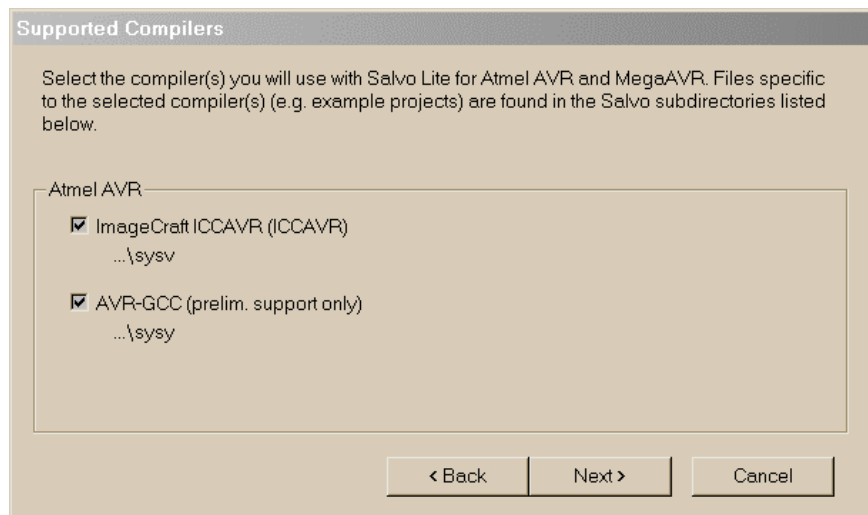 Supported Compilers
Select the compiler(s) you will use with Salvo Lite for Atmel AVR and MegaAVR. Files specific
to the selected compiler(s) (e.g. example projects) are found in the Salvo subdirectories listed
below.
Atmel AVR
ImageCraft ICCAVR (ICCAVR)
...\sysv
AVR-GCC (prelim. support only)
...\sysy
< Back
Next >
Cancel